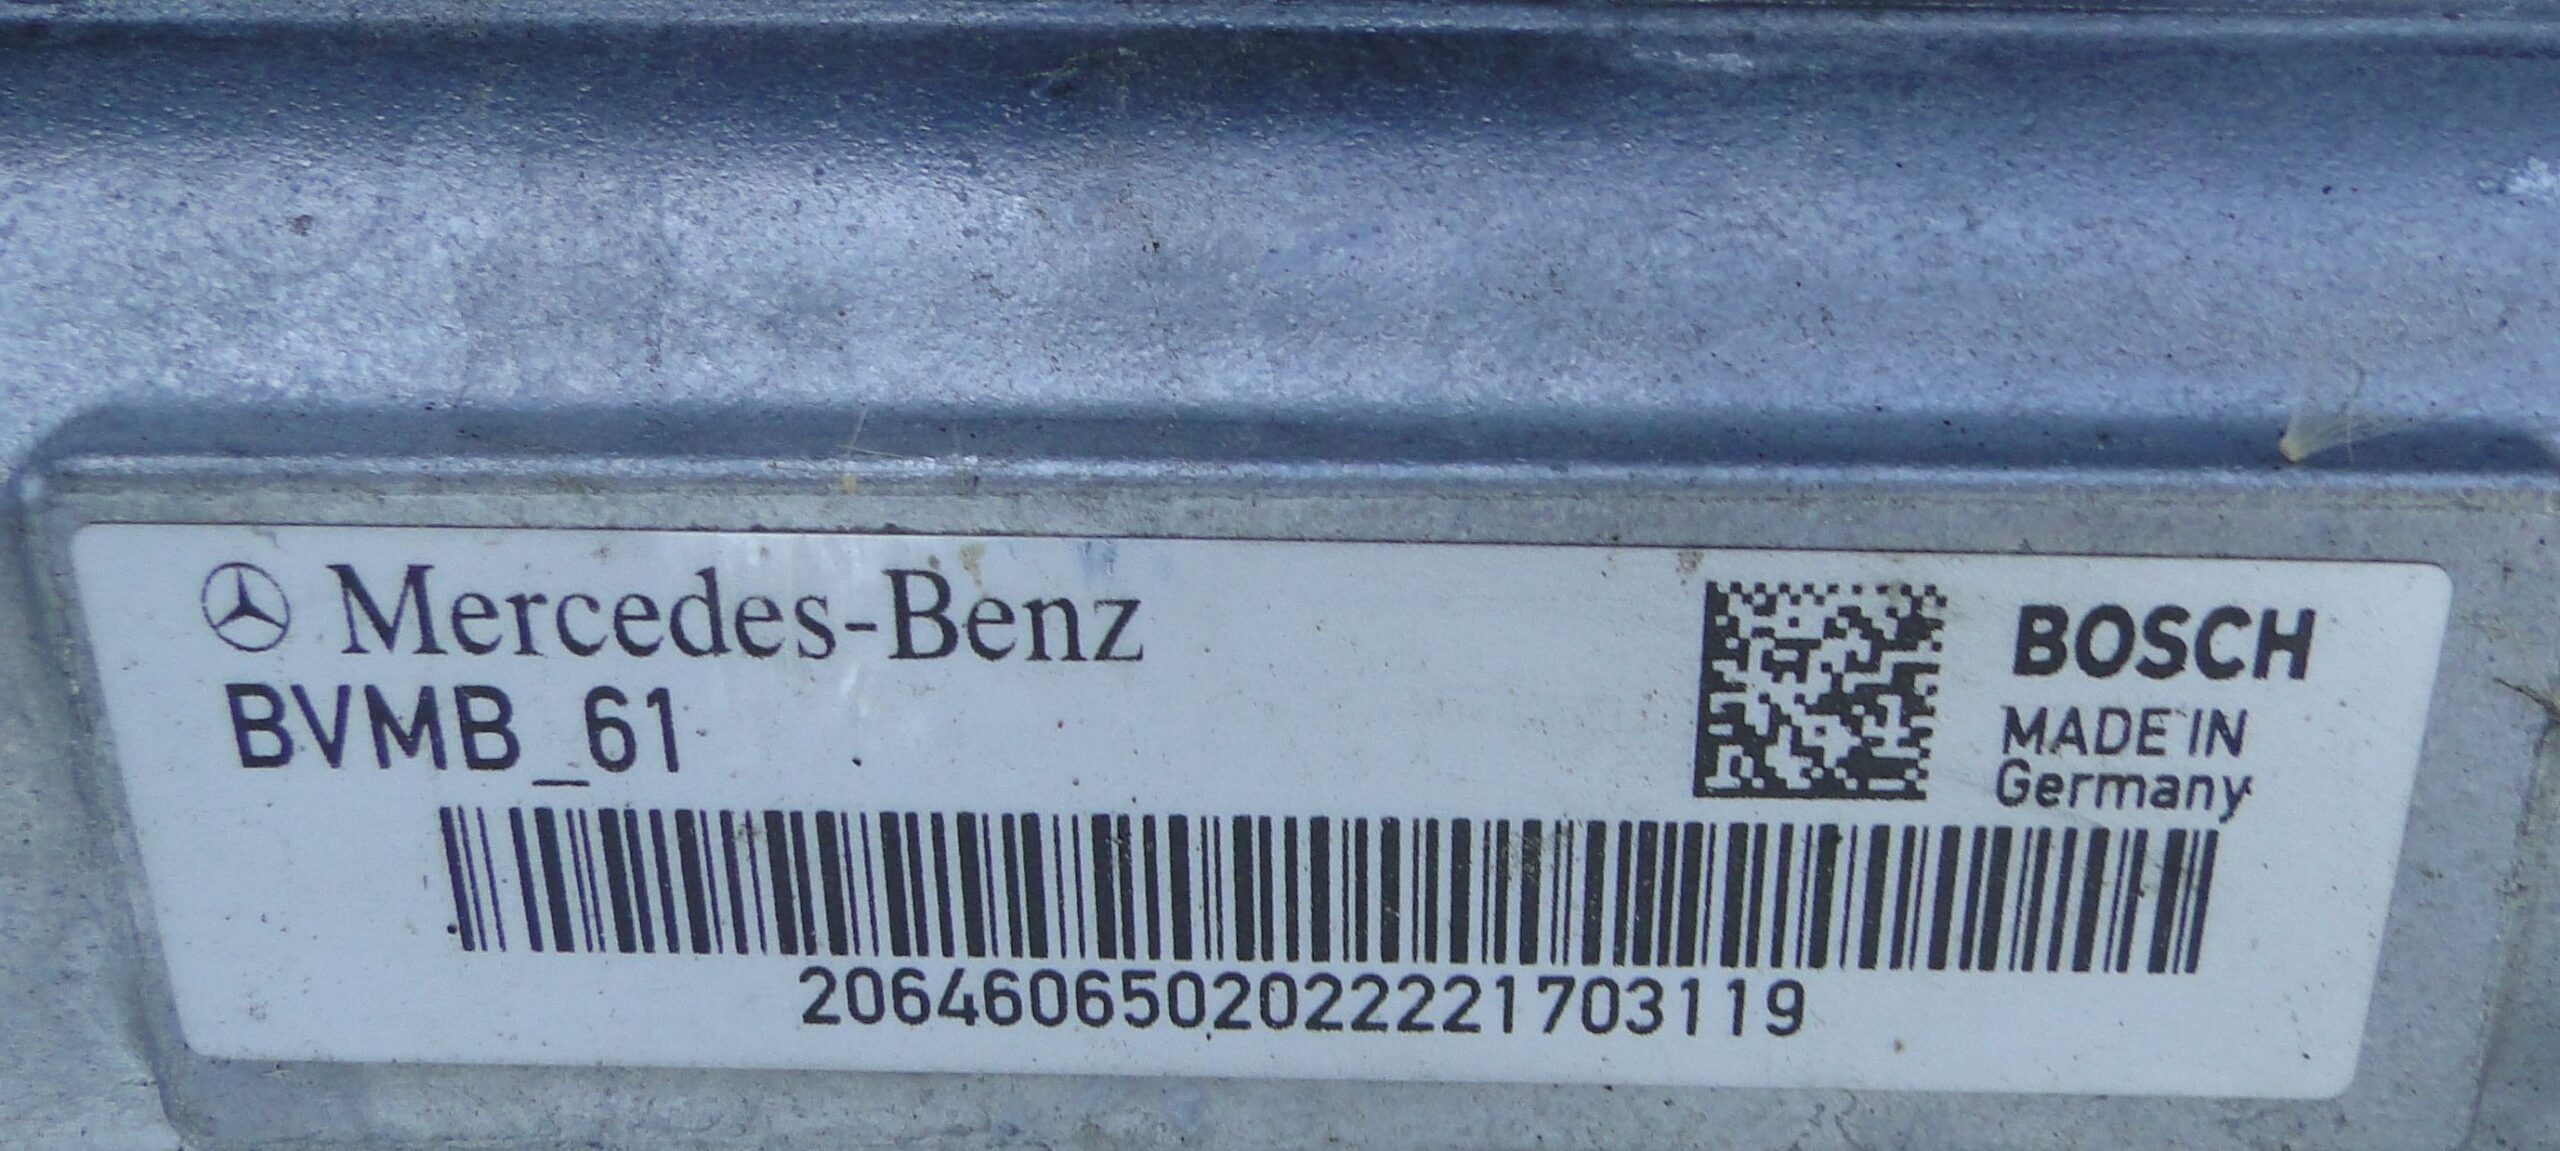 Mercedes-Benz
BVMB_61
BOSCH
MADE IN
Germany
2064606502022221703119